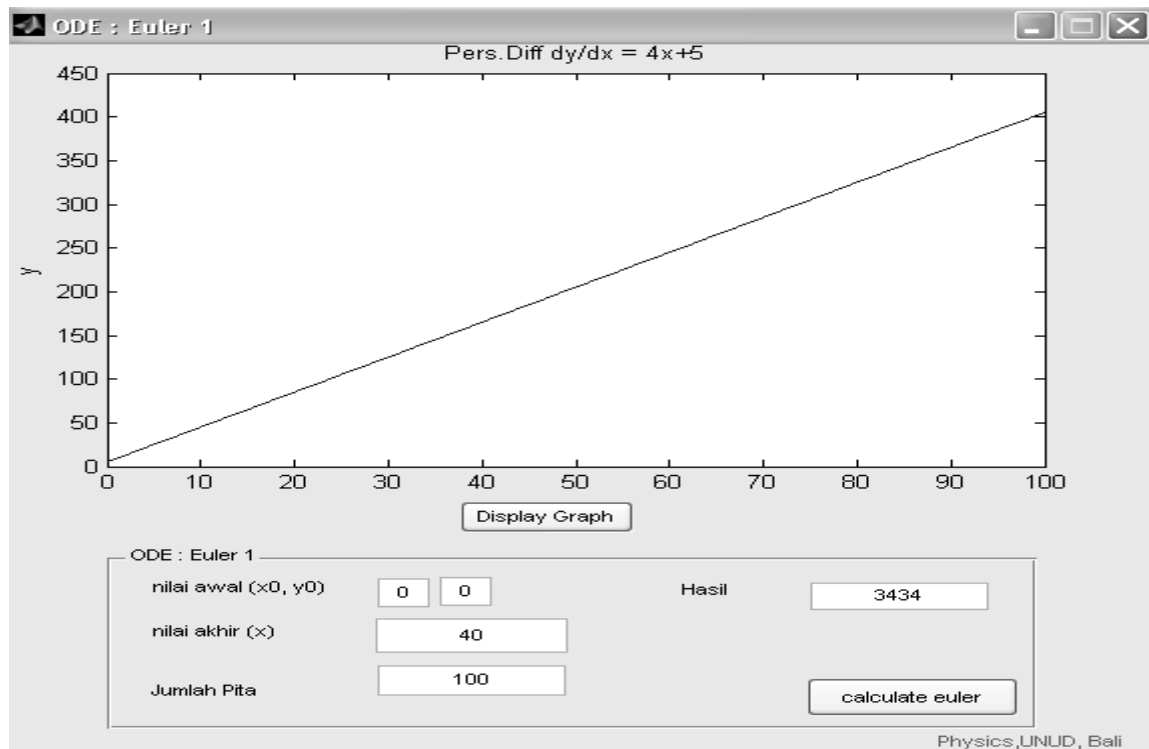 ODE : Euler 1
Pers.Diff dy/dx = 4x+5
450
400
350
300
250
200
150
100
50
0
y
0 10 20 30 40 50 60 70 80 90 100
Display Graph
ODE : Euler 1
nilai awal (x0, y0) 0 0 Hasil 3434
nilai akhir (x) 40
Jumlah Pita 100
calculate euler
Physics,UNUD, Bali